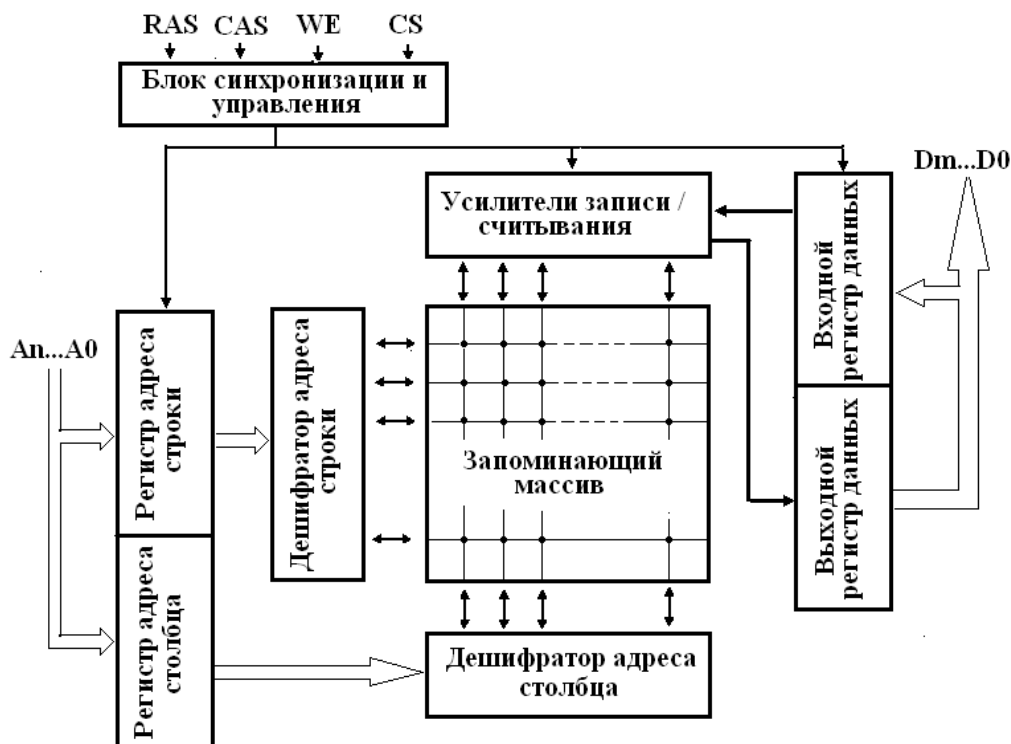 RAS CAS WE CS
Блок синхронизации и
управления
Dm...D0
Усилители записи /
считывания
Входной
регистр данных
An...A0
Регистр адреса
строки
Дешифратор адреса
строки
Запоминающий
массив
Выходной
регистр данных
Регистр адреса
столбца
Дешифратор адреса
столбца